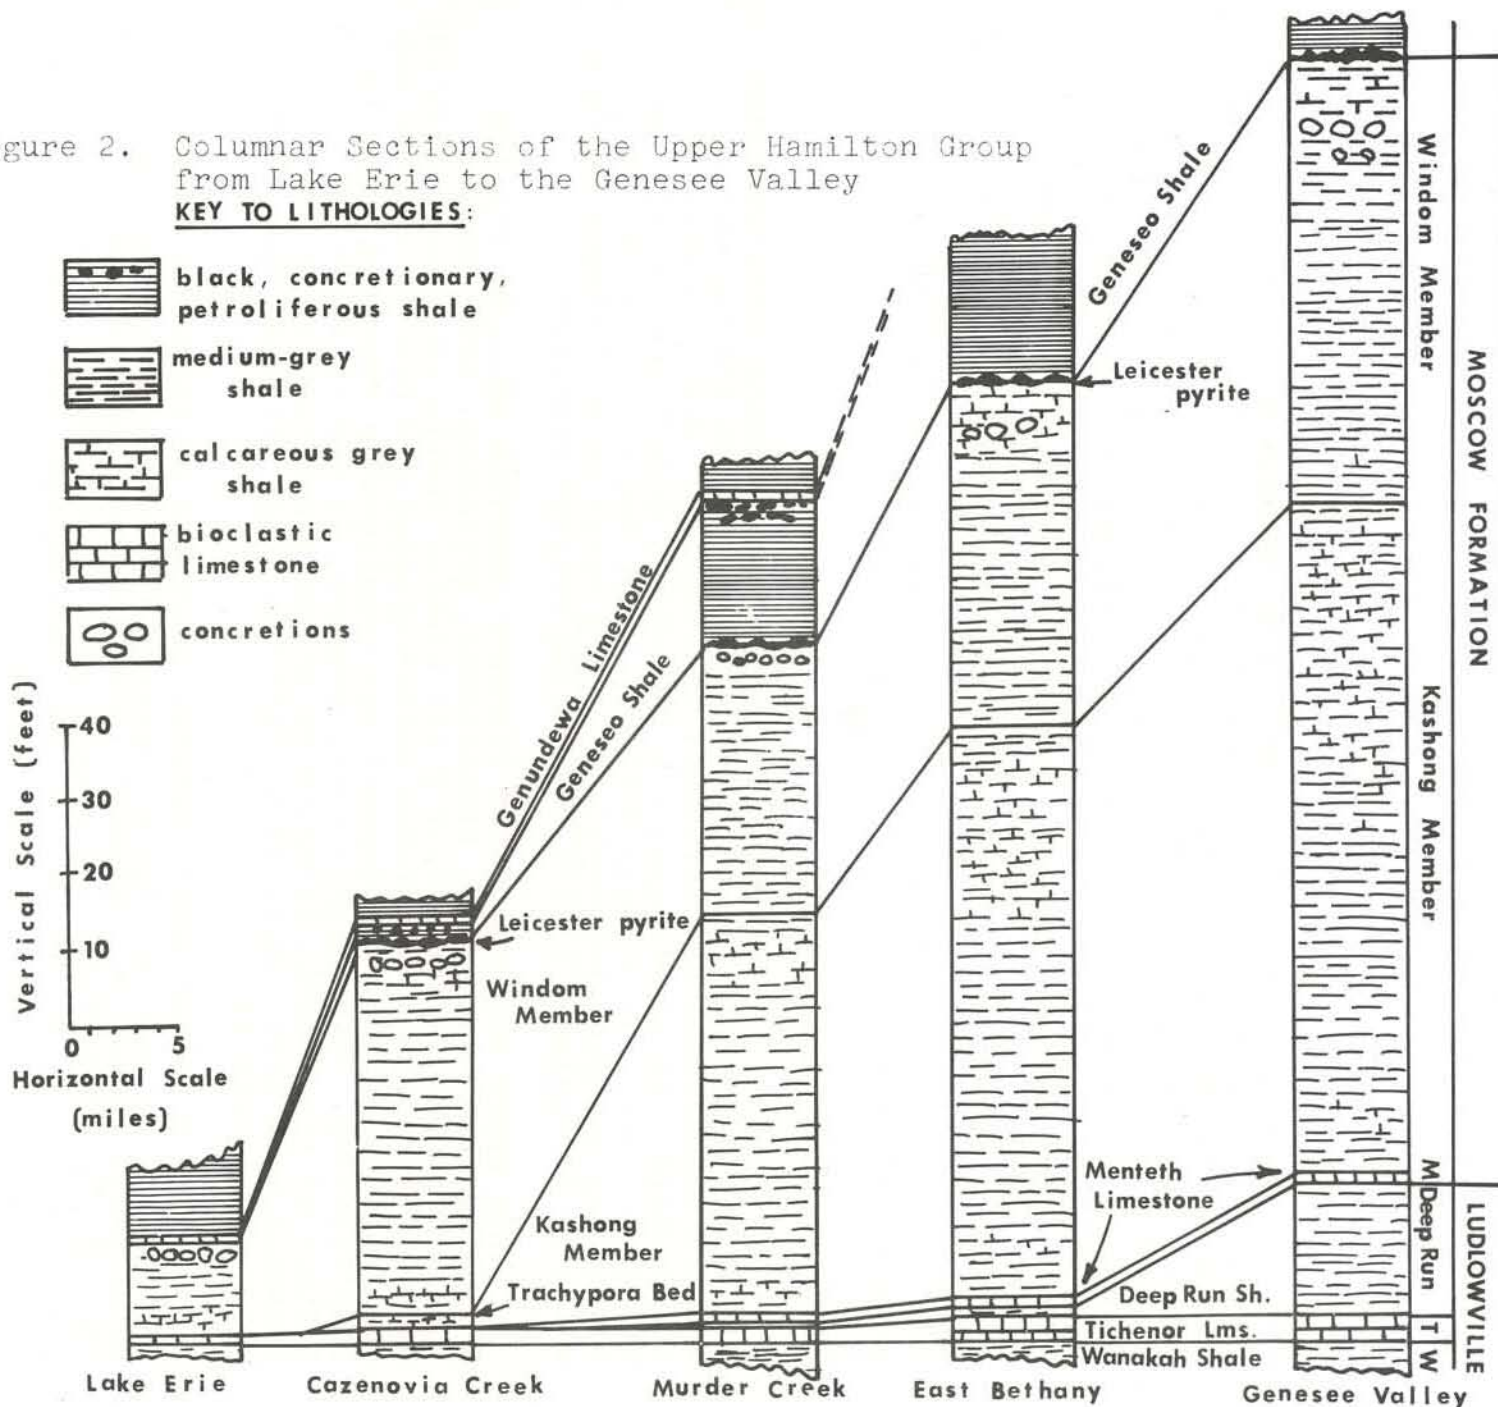 gure 2. Columnar Sections of the Upper Hamilton Group
from Lake Erie to the Genesee Valley
KEY TO LITHOLOGIES:
black, concretionary,
petroliferous shale
medium-grey
shale
calcareous grey
shale
bioclastic
limestone
concretions
Vertical Scale (feet)
40
30
20
10
0 5
Horizontal Scale
(miles)
Genundewa Limestone
Geneseo Shale
Geneseo Shale
Leicester
pyrite
Leicester pyrite
Windom
Member
Kashong
Member
Trachypora Bed
Menteth
Limestone
Deep Run Sh.
Tichenor Lms.
Wanakah Shale
Windom Member
Kashong Member
M
Deep Run
T
W
MOSCOW FORMATION
LUDLOWVILLE
Lake Erie
Cazenovia Creek
Murder Creek
East Bethany
Genesee Valley